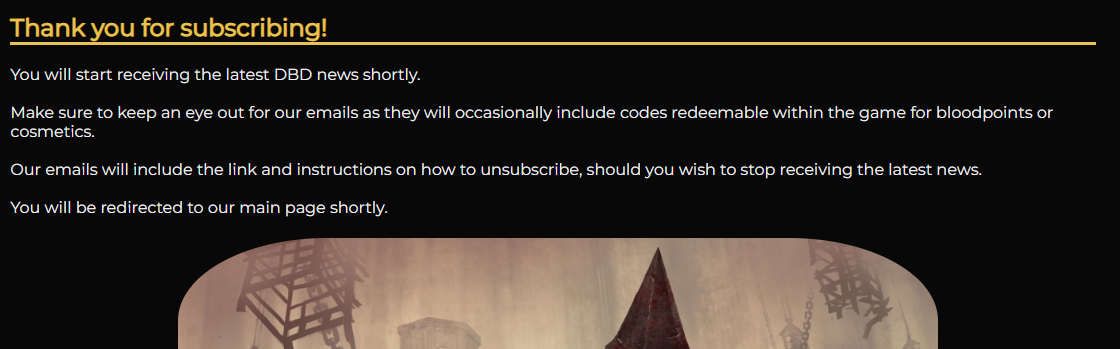 Thank you for subscribing!
You will start receiving the latest DBD news shortly.
Make sure to keep an eye out for our emails as they will occasionally include codes redeemable within the game for bloodpoints or
cosmetics.
Our emails will include the link and instructions on how to unsubscribe, should you wish to stop receiving the latest news.
You will be redirected to our main page shortly.